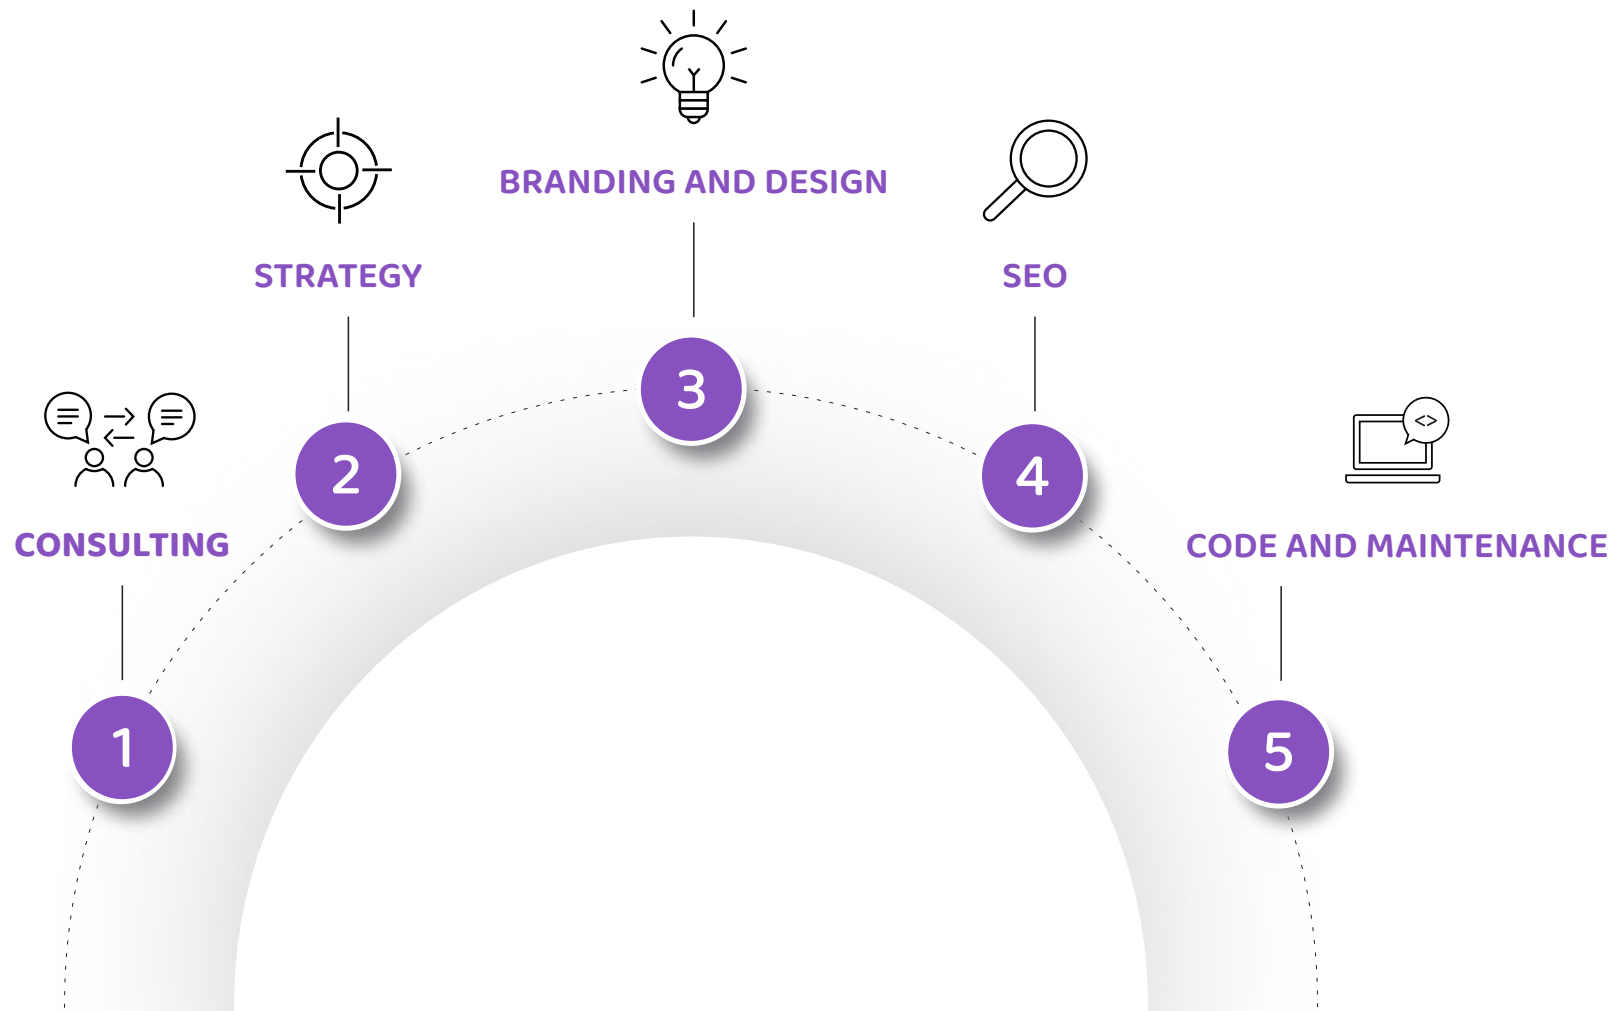 CONSULTING
1
STRATEGY
2
BRANDING AND DESIGN
3
SEO
4
<>
CODE AND MAINTENANCE
5